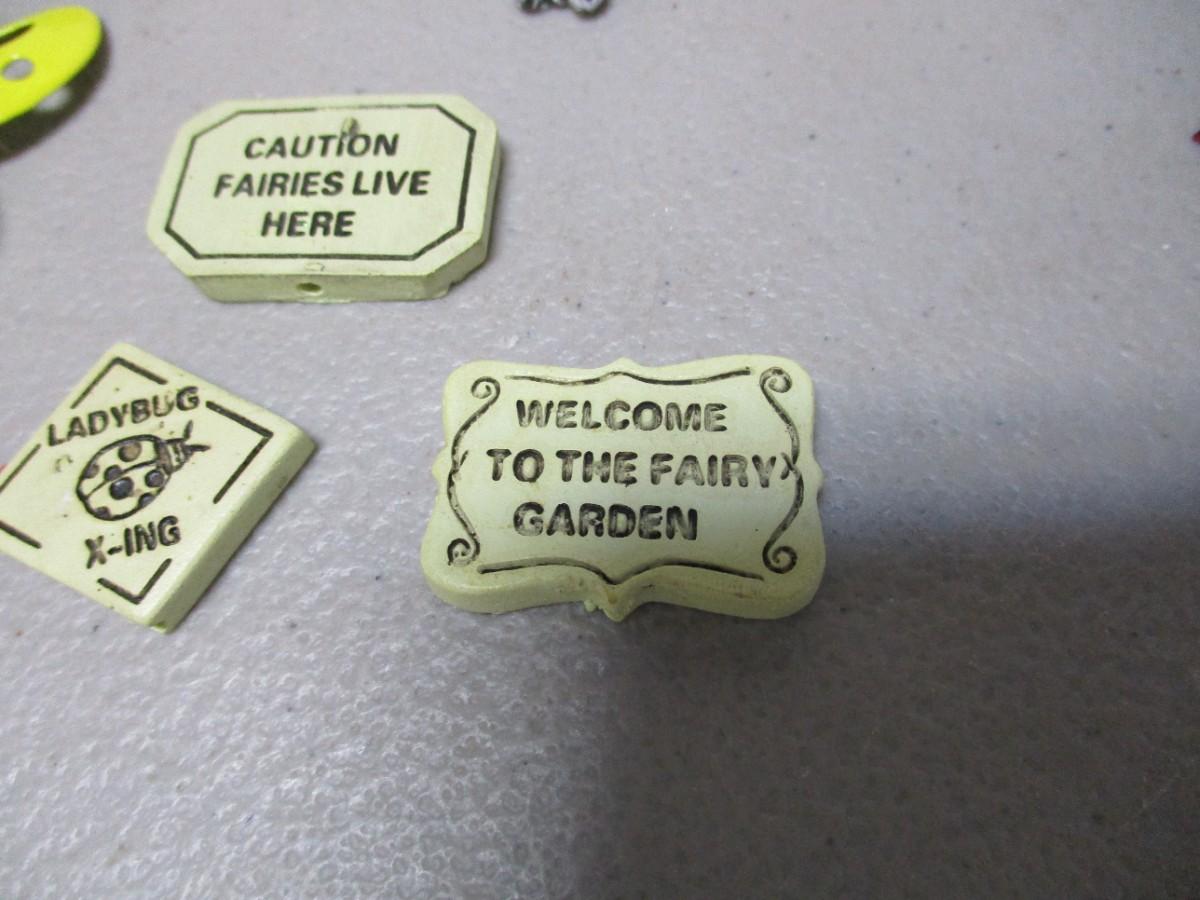 CAUTION
FAIRIES LIVE
HERE
LADYBUG
X-ING
WELCOME
TO THE FAIRY
GARDEN